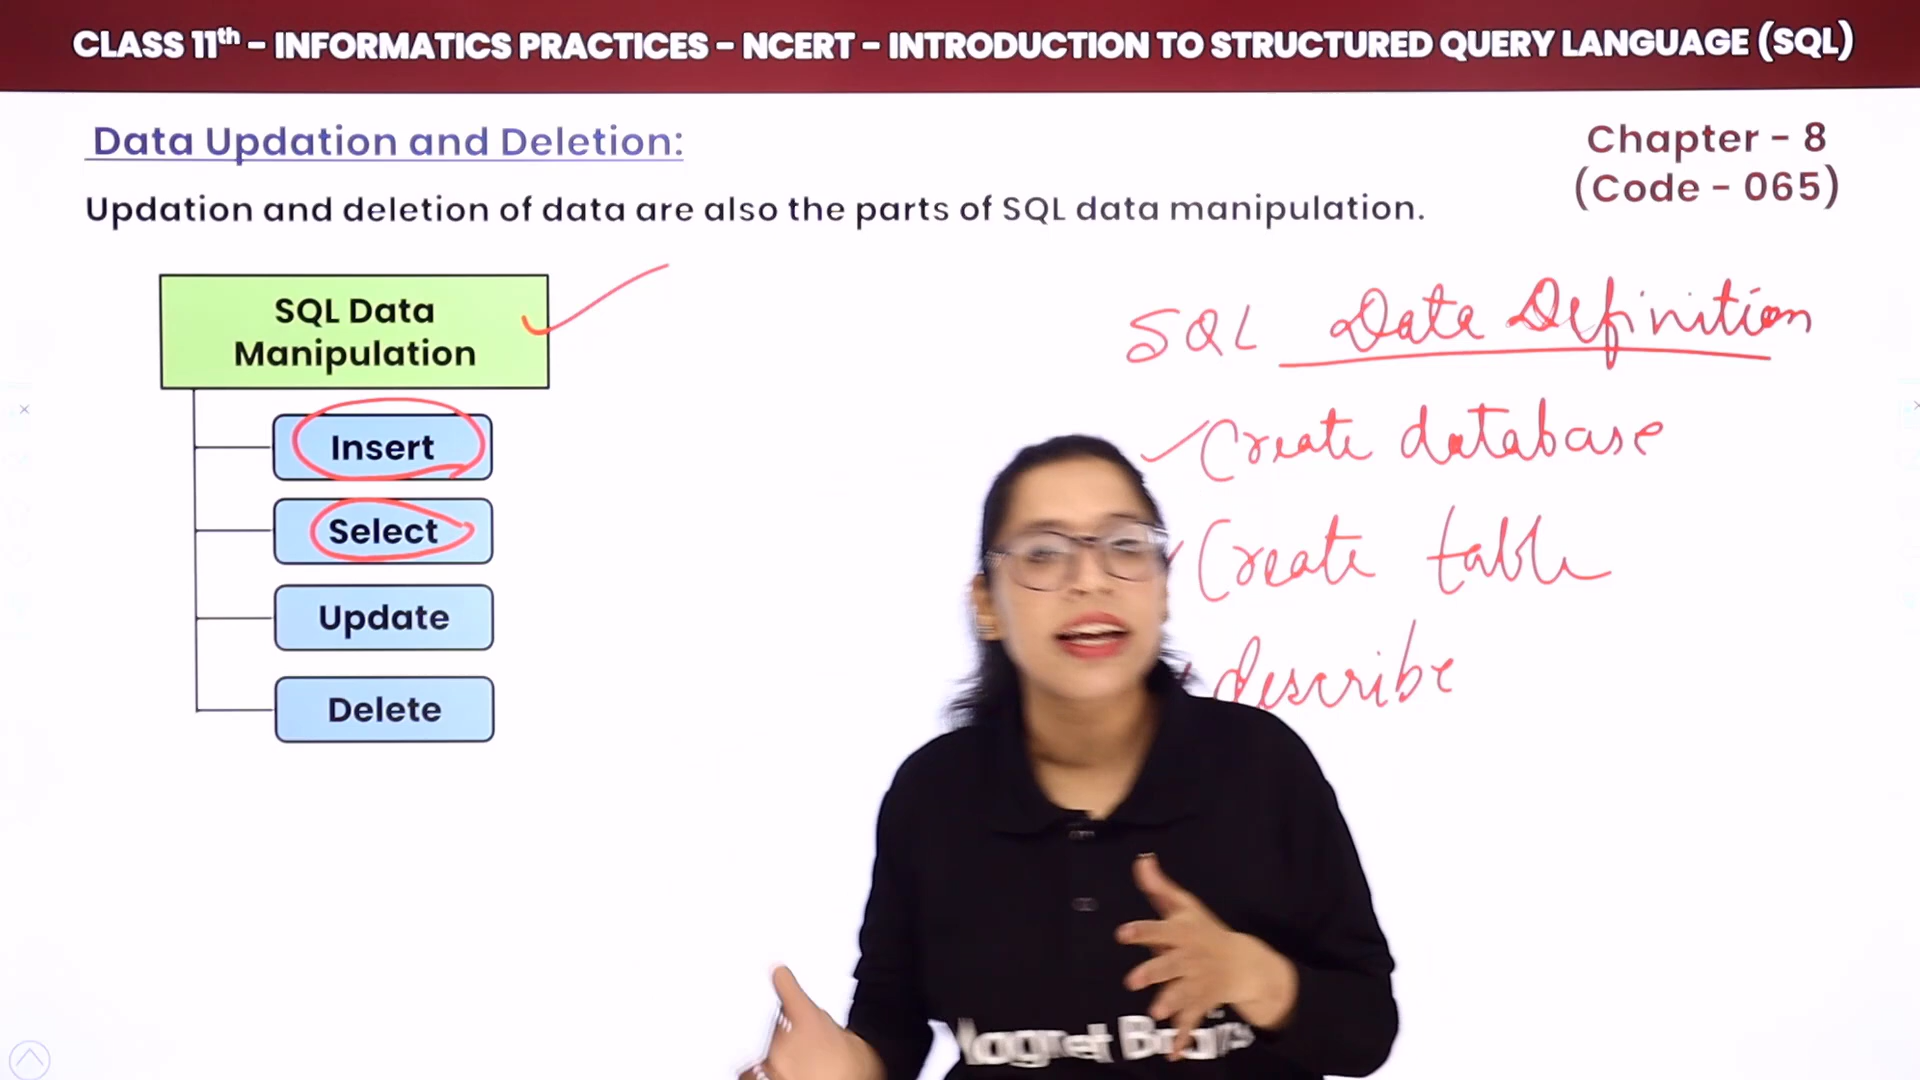 CLASS 11th - INFORMATICS PRACTICES - NCERT - INTRODUCTION TO STRUCTURED QUERY LANGUAGE (SQL)
Data Updation and Deletion:
Chapter - 8
(Code - 065)
Updation and deletion of data are also the parts of SQL data manipulation.
SQL Data
Manipulation
Insert
Select
Update
Delete
SQL Data Definition
Create database
Create table
describe
Magnet Brains